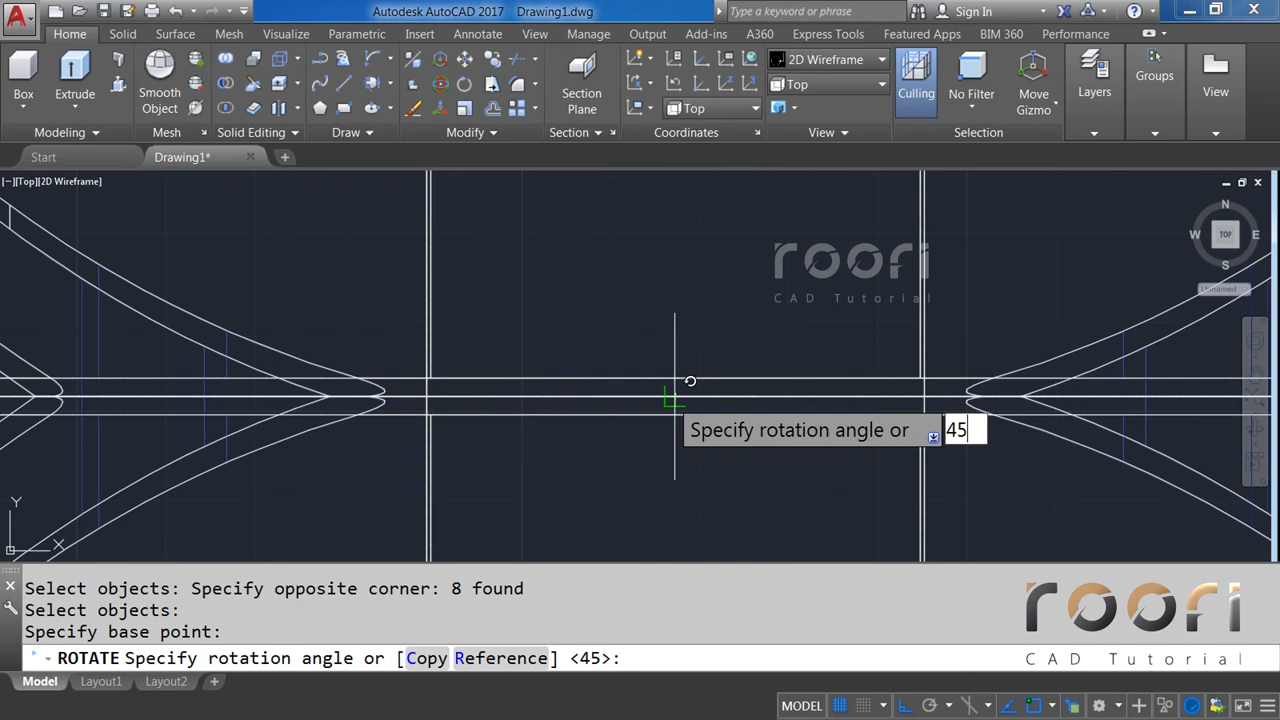 Autodesk AutoCAD 2017 Drawing1.dwg
Type a keyword or phrase
Sign In
Home Solid Surface Mesh Visualize Parametric Insert Annotate View Manage Output Add-ins A360 Express Tools Featured Apps BIM 360 Performance
Box
Extrude
Smooth
Object
Section
Plane
2D Wireframe
Top
Top
Culling
No Filter
Move
Gizmo
Layers
Groups
View
Modeling
Mesh
Solid Editing
Draw
Modify
Section
Coordinates
View
Selection
Start
Drawing1*
[−][Top][2D Wireframe]
N
W
TOP
E
S
Unnamed
roori
CAD Tutorial
Specify rotation angle or
45
Y
X
Select objects: Specify opposite corner: 8 found
Select objects:
Specify base point:
ROTATE Specify rotation angle or [Copy Reference] <45>:
roori
CAD Tutorial
Model Layout1 Layout2
MODEL